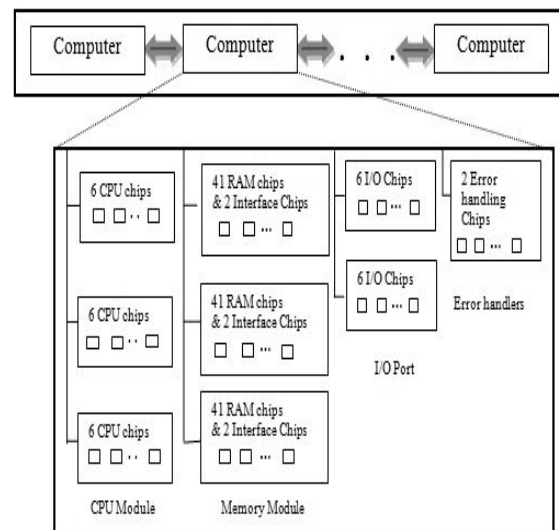 Computer
Computer
. . .
Computer
6 CPU chips
6 CPU chips
6 CPU chips
CPU Module
41 RAM chips
& 2 Interface Chips
41 RAM chips
& 2 Interface Chips
41 RAM chips
& 2 Interface Chips
Memory Module
6 I/O Chips
6 I/O Chips
I/O Port
2 Error
handling
Chips
Error handlers